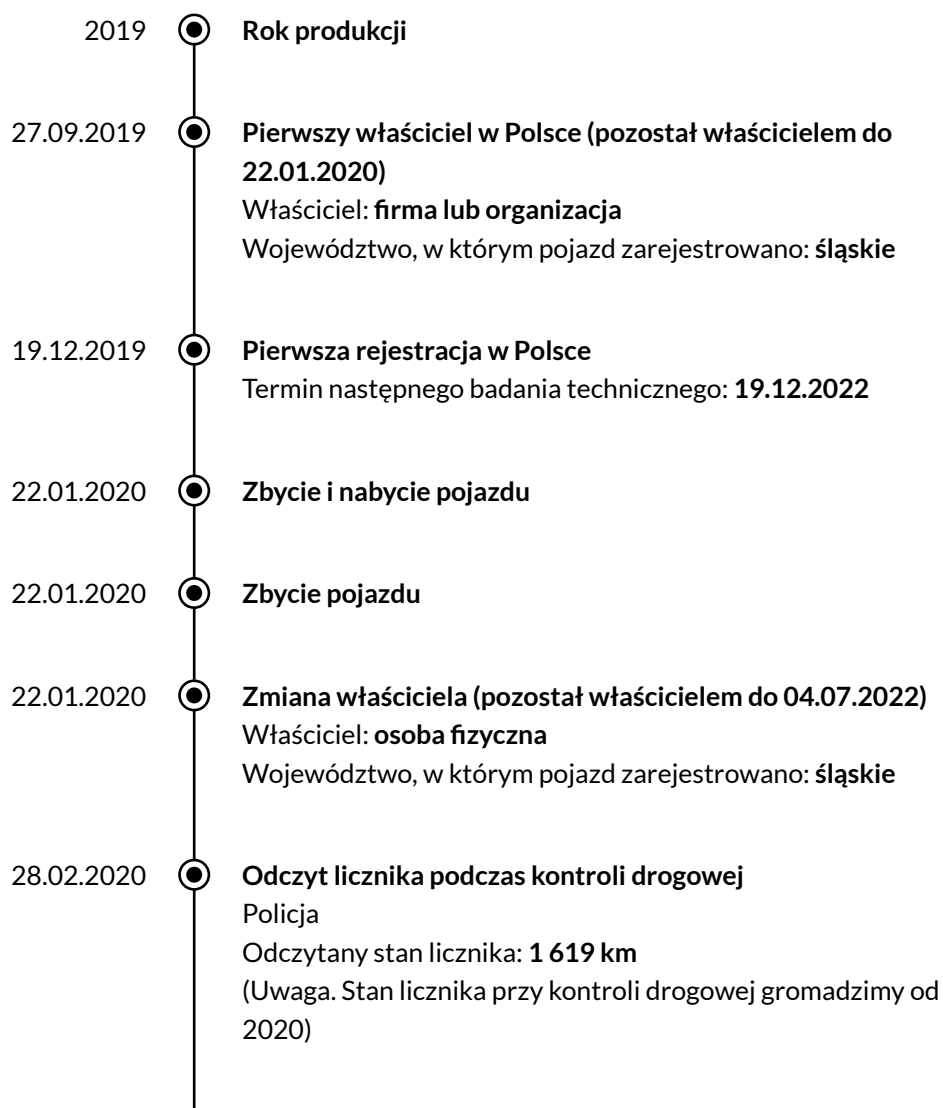 2019 Rok produkcji
27.09.2019 Pierwszy właściciel w Polsce (pozostał właścicielem do
22.01.2020)
Właściciel: firma lub organizacja
Województwo, w którym pojazd zarejestrowano: śląskie
19.12.2019 Pierwsza rejestracja w Polsce
Termin następnego badania technicznego: 19.12.2022
22.01.2020 Zbycie i nabycie pojazdu
22.01.2020 Zbycie pojazdu
22.01.2020 Zmiana właściciela (pozostał właścicielem do 04.07.2022)
Właściciel: osoba fizyczna
Województwo, w którym pojazd zarejestrowano: śląskie
28.02.2020 Odczyt licznika podczas kontroli drogowej
Policja
Odczytany stan licznika: 1 619 km
(Uwaga. Stan licznika przy kontroli drogowej gromadzimy od
2020)